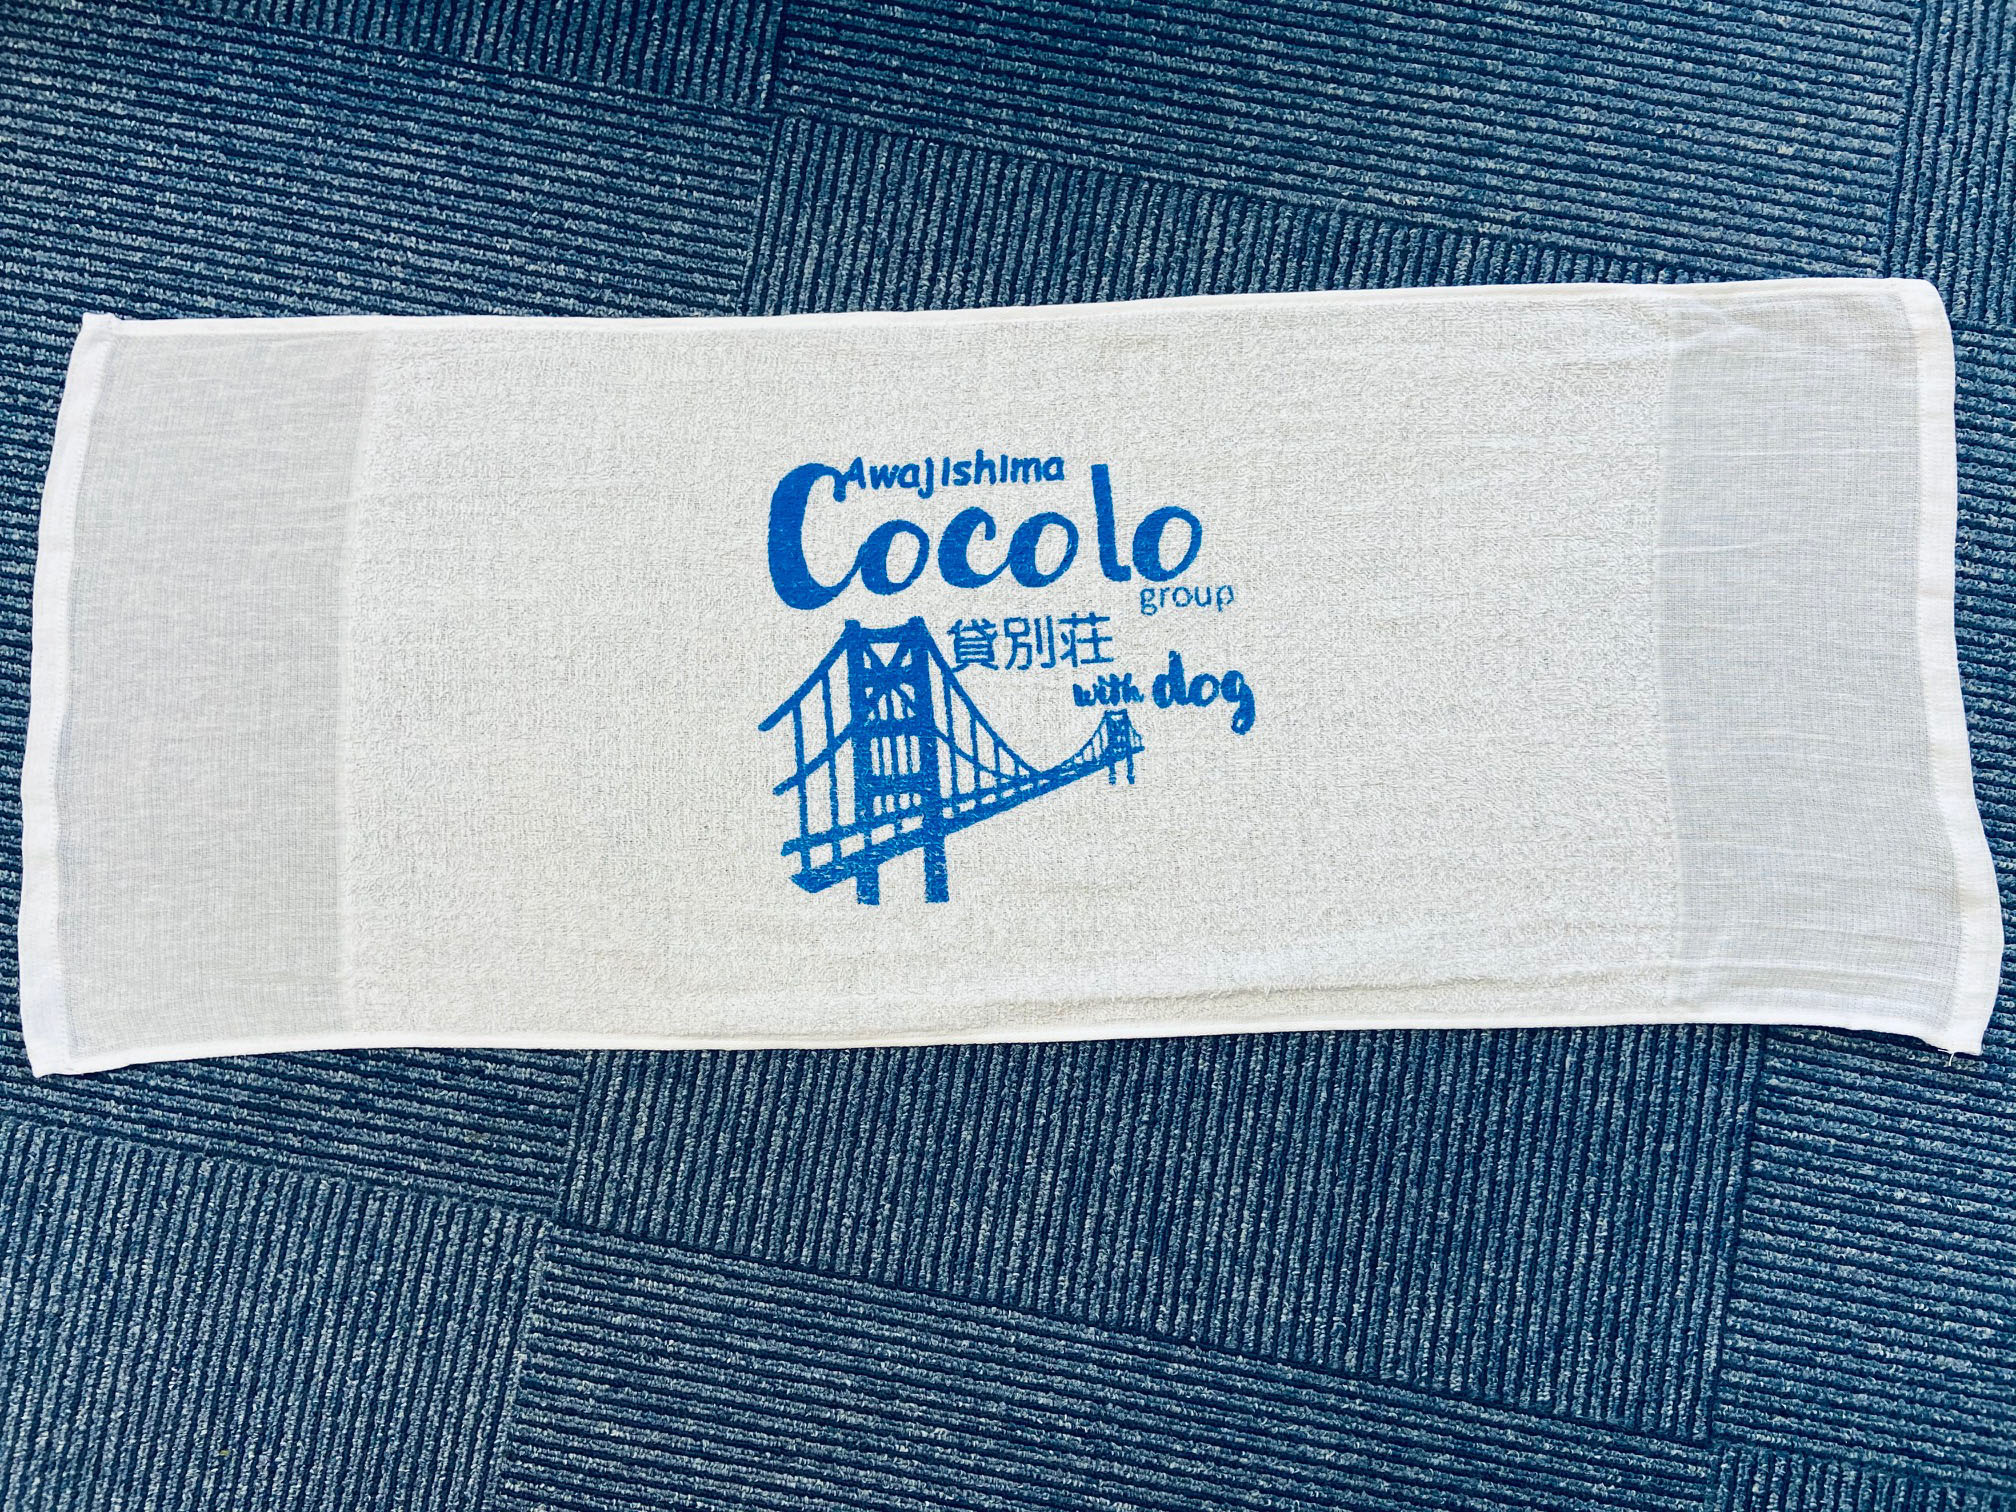 Awajishima
Cocolo
group
貸別荘
with dog